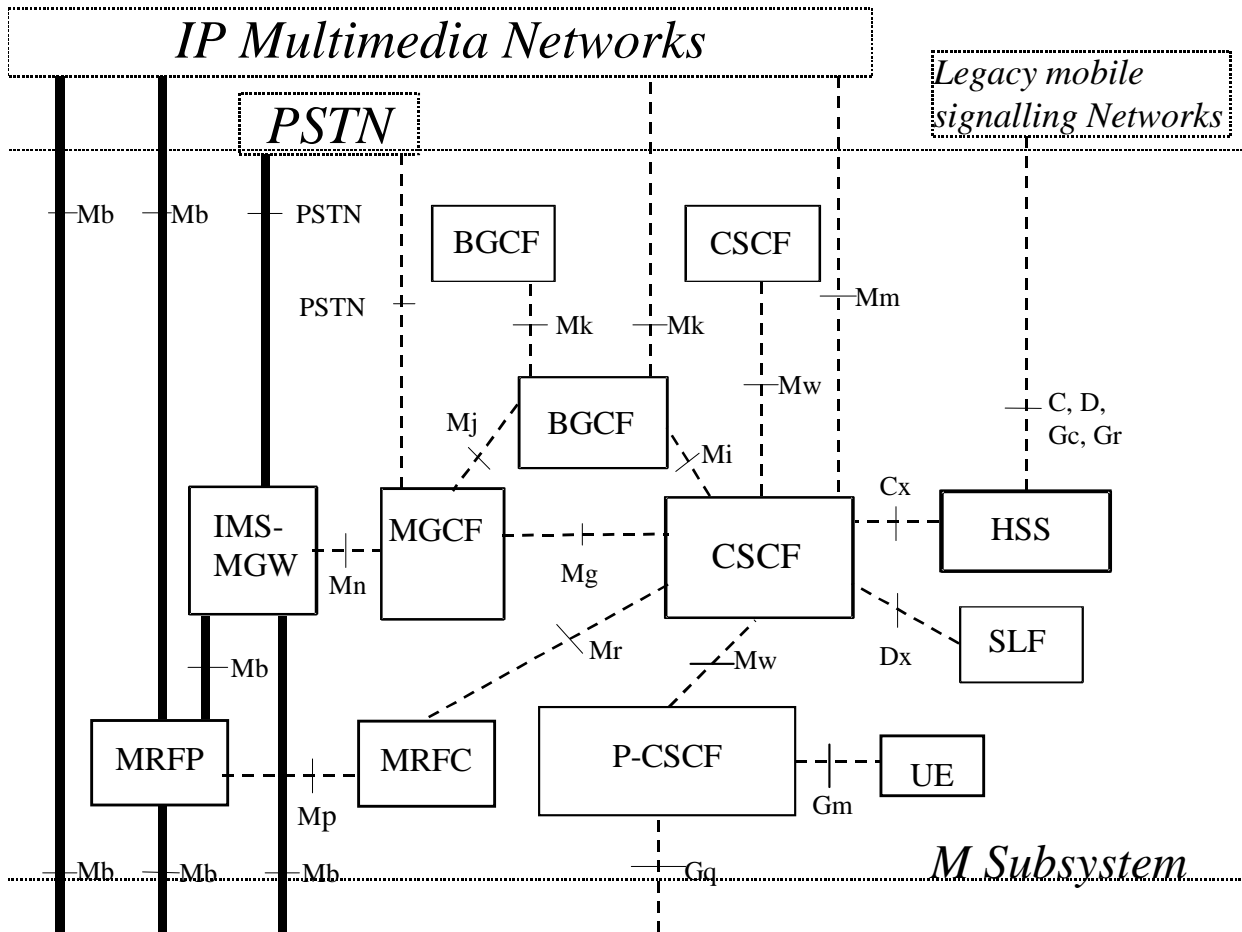 IP Multimedia Networks
Legacy mobile
signalling Networks
PSTN
Mb
Mb
PSTN
BGCF
CSCF
PSTN
Mm
Mk
Mk
Mw
C, D,
Gc, Gr
Mj
BGCF
Mi
Cx
IMS-
MGW
MGCF
CSCF
HSS
Mn
Mg
Mr
Mb
Mw
Dx
SLF
MRFP
MRFC
P-CSCF
UE
Mp
Gm
Mb
Mb
Mb
Gq
M Subsystem